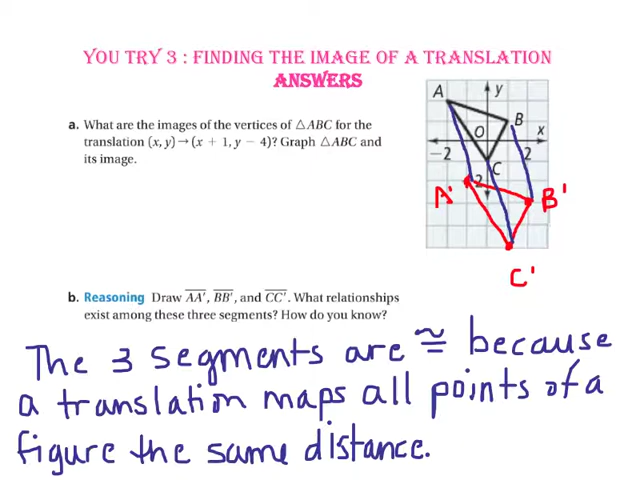 YOU TRY 3 : FINDING THE IMAGE OF A TRANSLATION
ANSWERS
a. What are the images of the vertices of △ABC for the
translation (x, y) → (x + 1, y − 4)? Graph △ABC and
its image.
A
y
B
O
x
−2
2
C
2
A'
B'
C'
b. Reasoning Draw AA', BB', and CC'. What relationships
exist among these three segments? How do you know?
The 3 segments are ≅ because
a translation maps all points of a
figure the same distance.